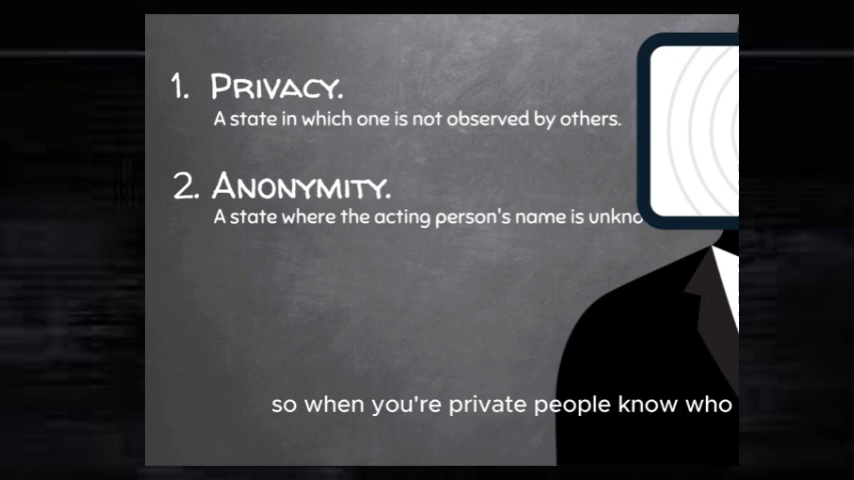 1. PRIVACY.
A state in which one is not observed by others.
2. ANONYMITY.
A state where the acting person's name is unkno
so when you're private people know who